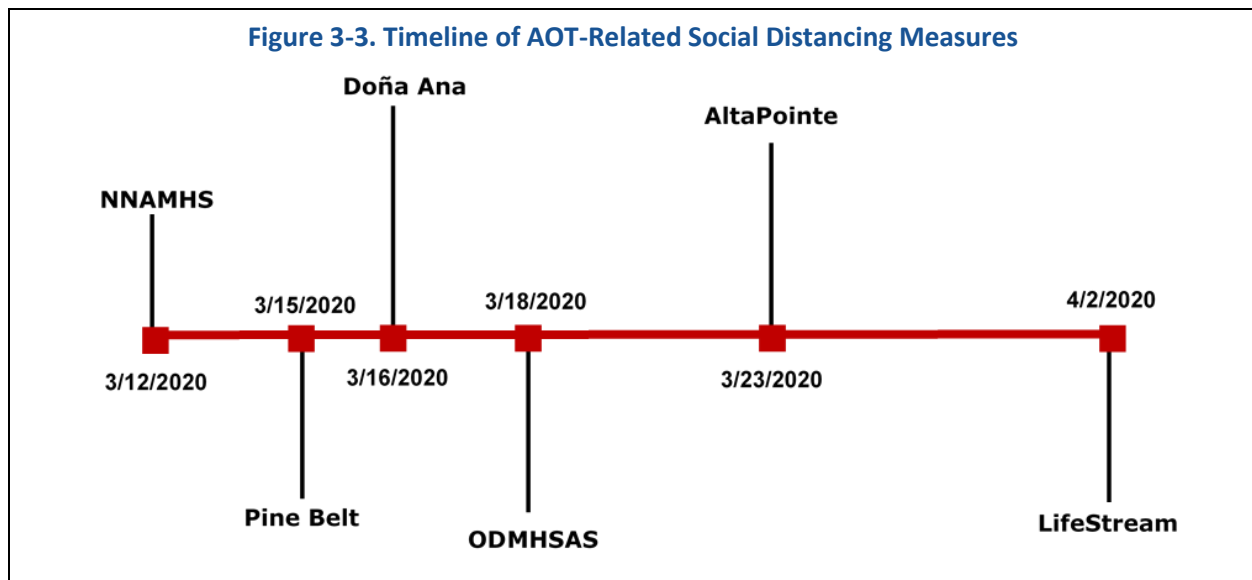 Figure 3-3. Timeline of AOT-Related Social Distancing Measures
Doña Ana
AltaPointe
NNAMHS
3/15/2020
3/18/2020
4/2/2020
3/12/2020
3/16/2020
3/23/2020
Pine Belt
ODMHSAS
LifeStream